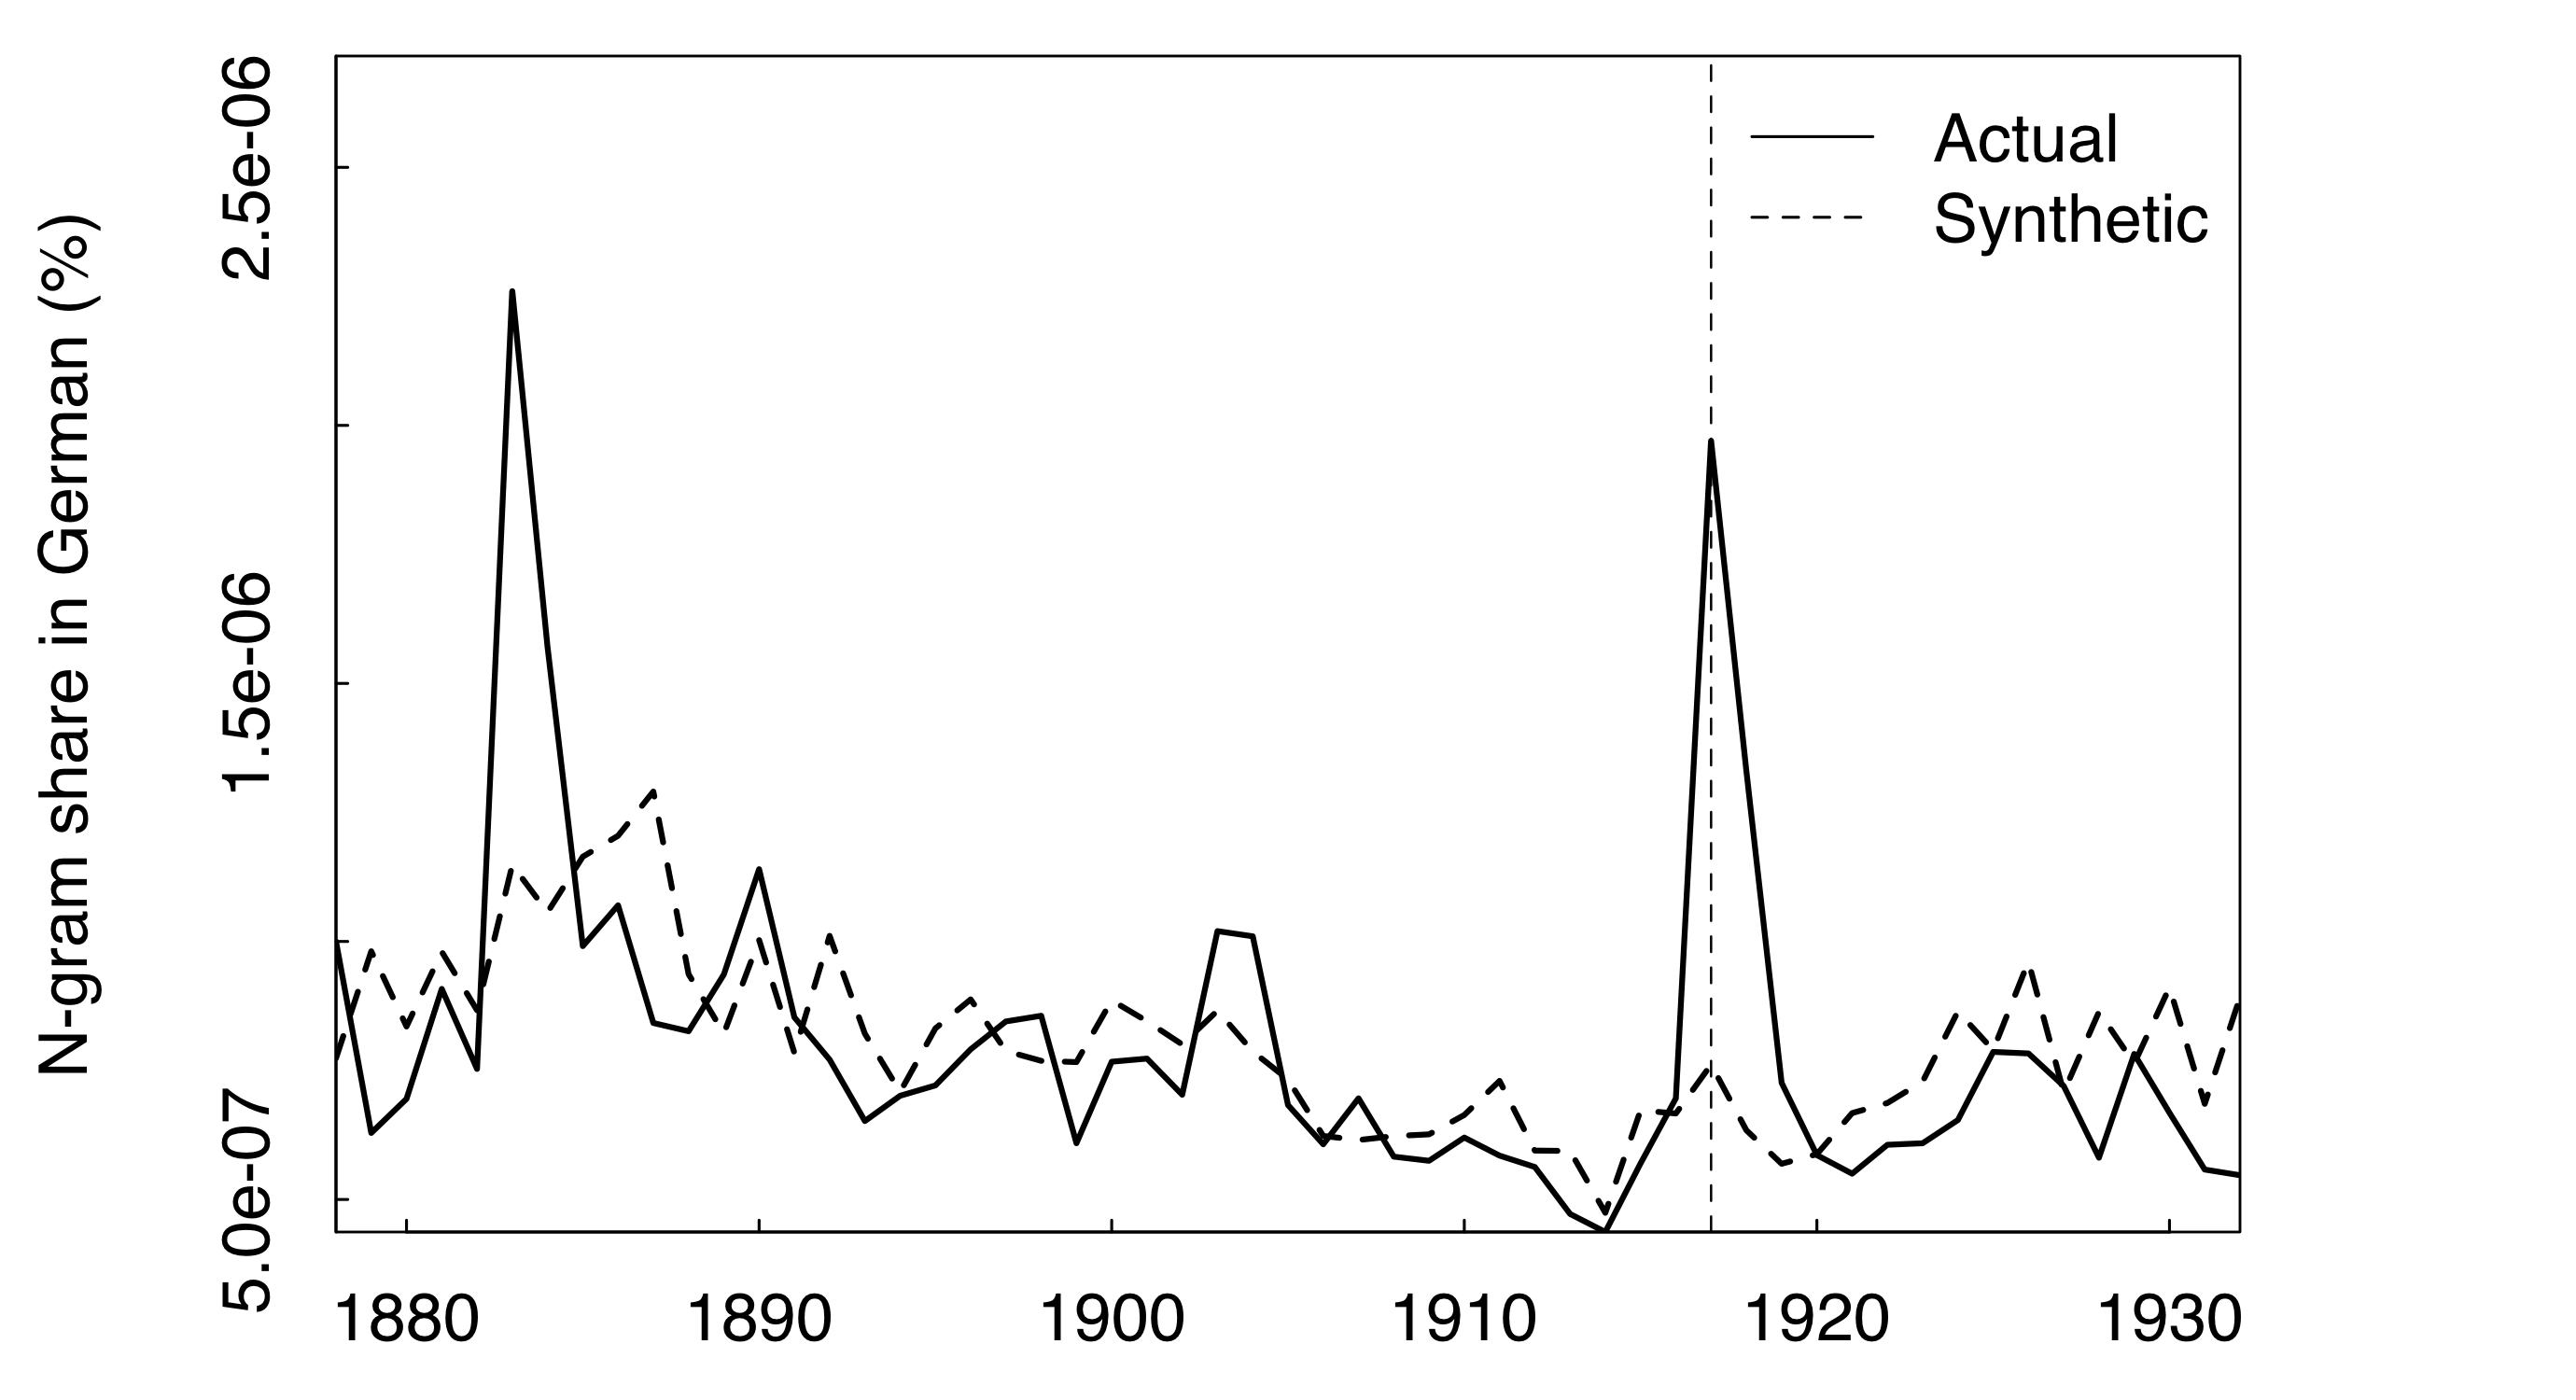 N-gram share in German (%)
2.5e-06
1.5e-06
5.0e-07
Actual
Synthetic
1880 1890 1900 1910 1920 1930